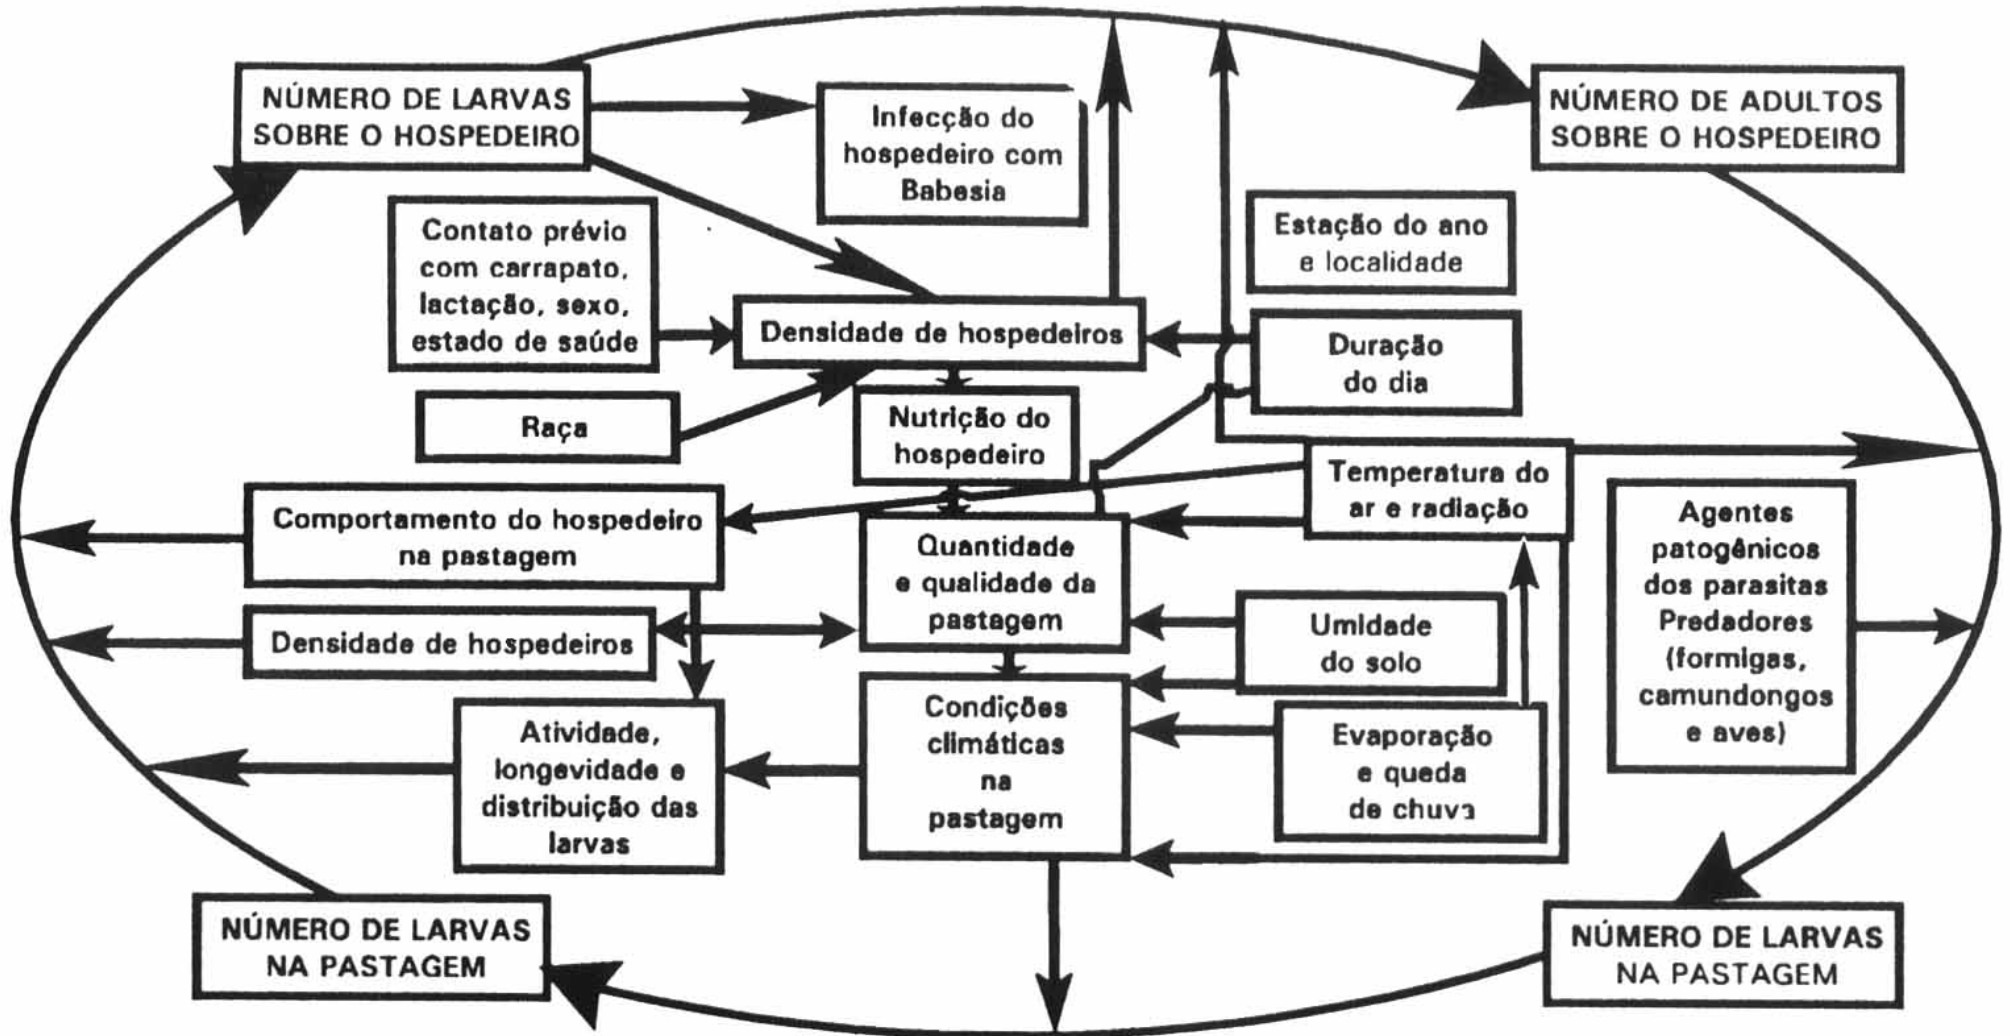 NÚMERO DE LARVAS
SOBRE O HOSPEDEIRO
Infecção do
hospedeiro com
Babesia
NÚMERO DE ADULTOS
SOBRE O HOSPEDEIRO
Contato prévio
com carrapato,
lactação, sexo,
estado de saúde
Estação do ano
e localidade
Densidade de hospedeiros
Duração
do dia
Raça
Nutrição do
hospedeiro
Temperatura do
ar e radiação
Comportamento do hospedeiro
na pastagem
Quantidade
e qualidade da
pastagem
Agentes
patogênicos
dos parasitas
Predadores
(formigas,
camundongos
e aves)
Densidade de hospedeiros
Umidade
do solo
Atividade,
longevidade e
distribuição das
larvas
Condições
climáticas
na
pastagem
Evaporação
e queda
de chuva
NÚMERO DE LARVAS
NA PASTAGEM
NÚMERO DE LARVAS
NA PASTAGEM